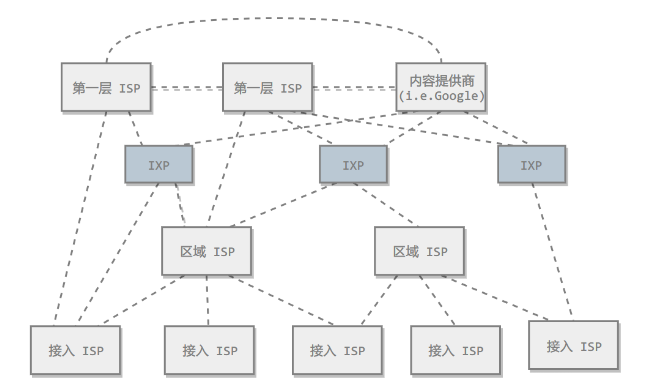 第一层 ISP
第一层 ISP
内容提供商
(i.e.Google)
IXP
IXP
IXP
区域 ISP
区域 ISP
接入 ISP
接入 ISP
接入 ISP
接入 ISP
接入 ISP